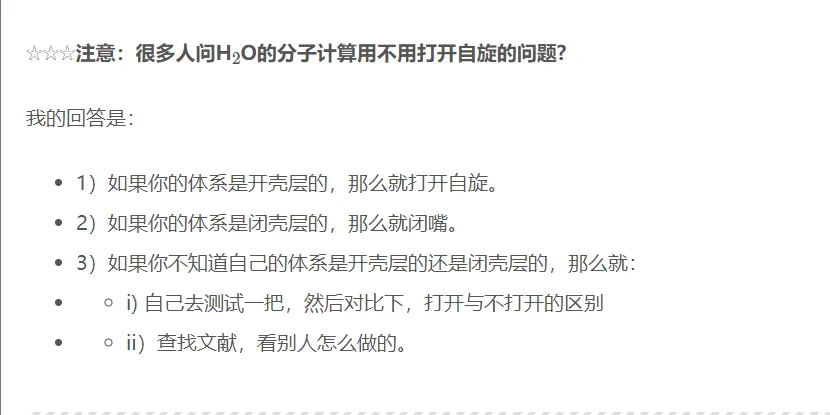 ☆☆☆注意：很多人问H₂O的分子计算用不用打开自旋的问题?
我的回答是：
1）如果你的体系是开壳层的，那么就打开自旋。
2）如果你的体系是闭壳层的，那么就闭嘴。
3）如果你不知道自己的体系是开壳层的还是闭壳层的，那么就：
i) 自己去测试一把，然后对比下，打开与不打开的区别
ii）查找文献，看别人怎么做的。